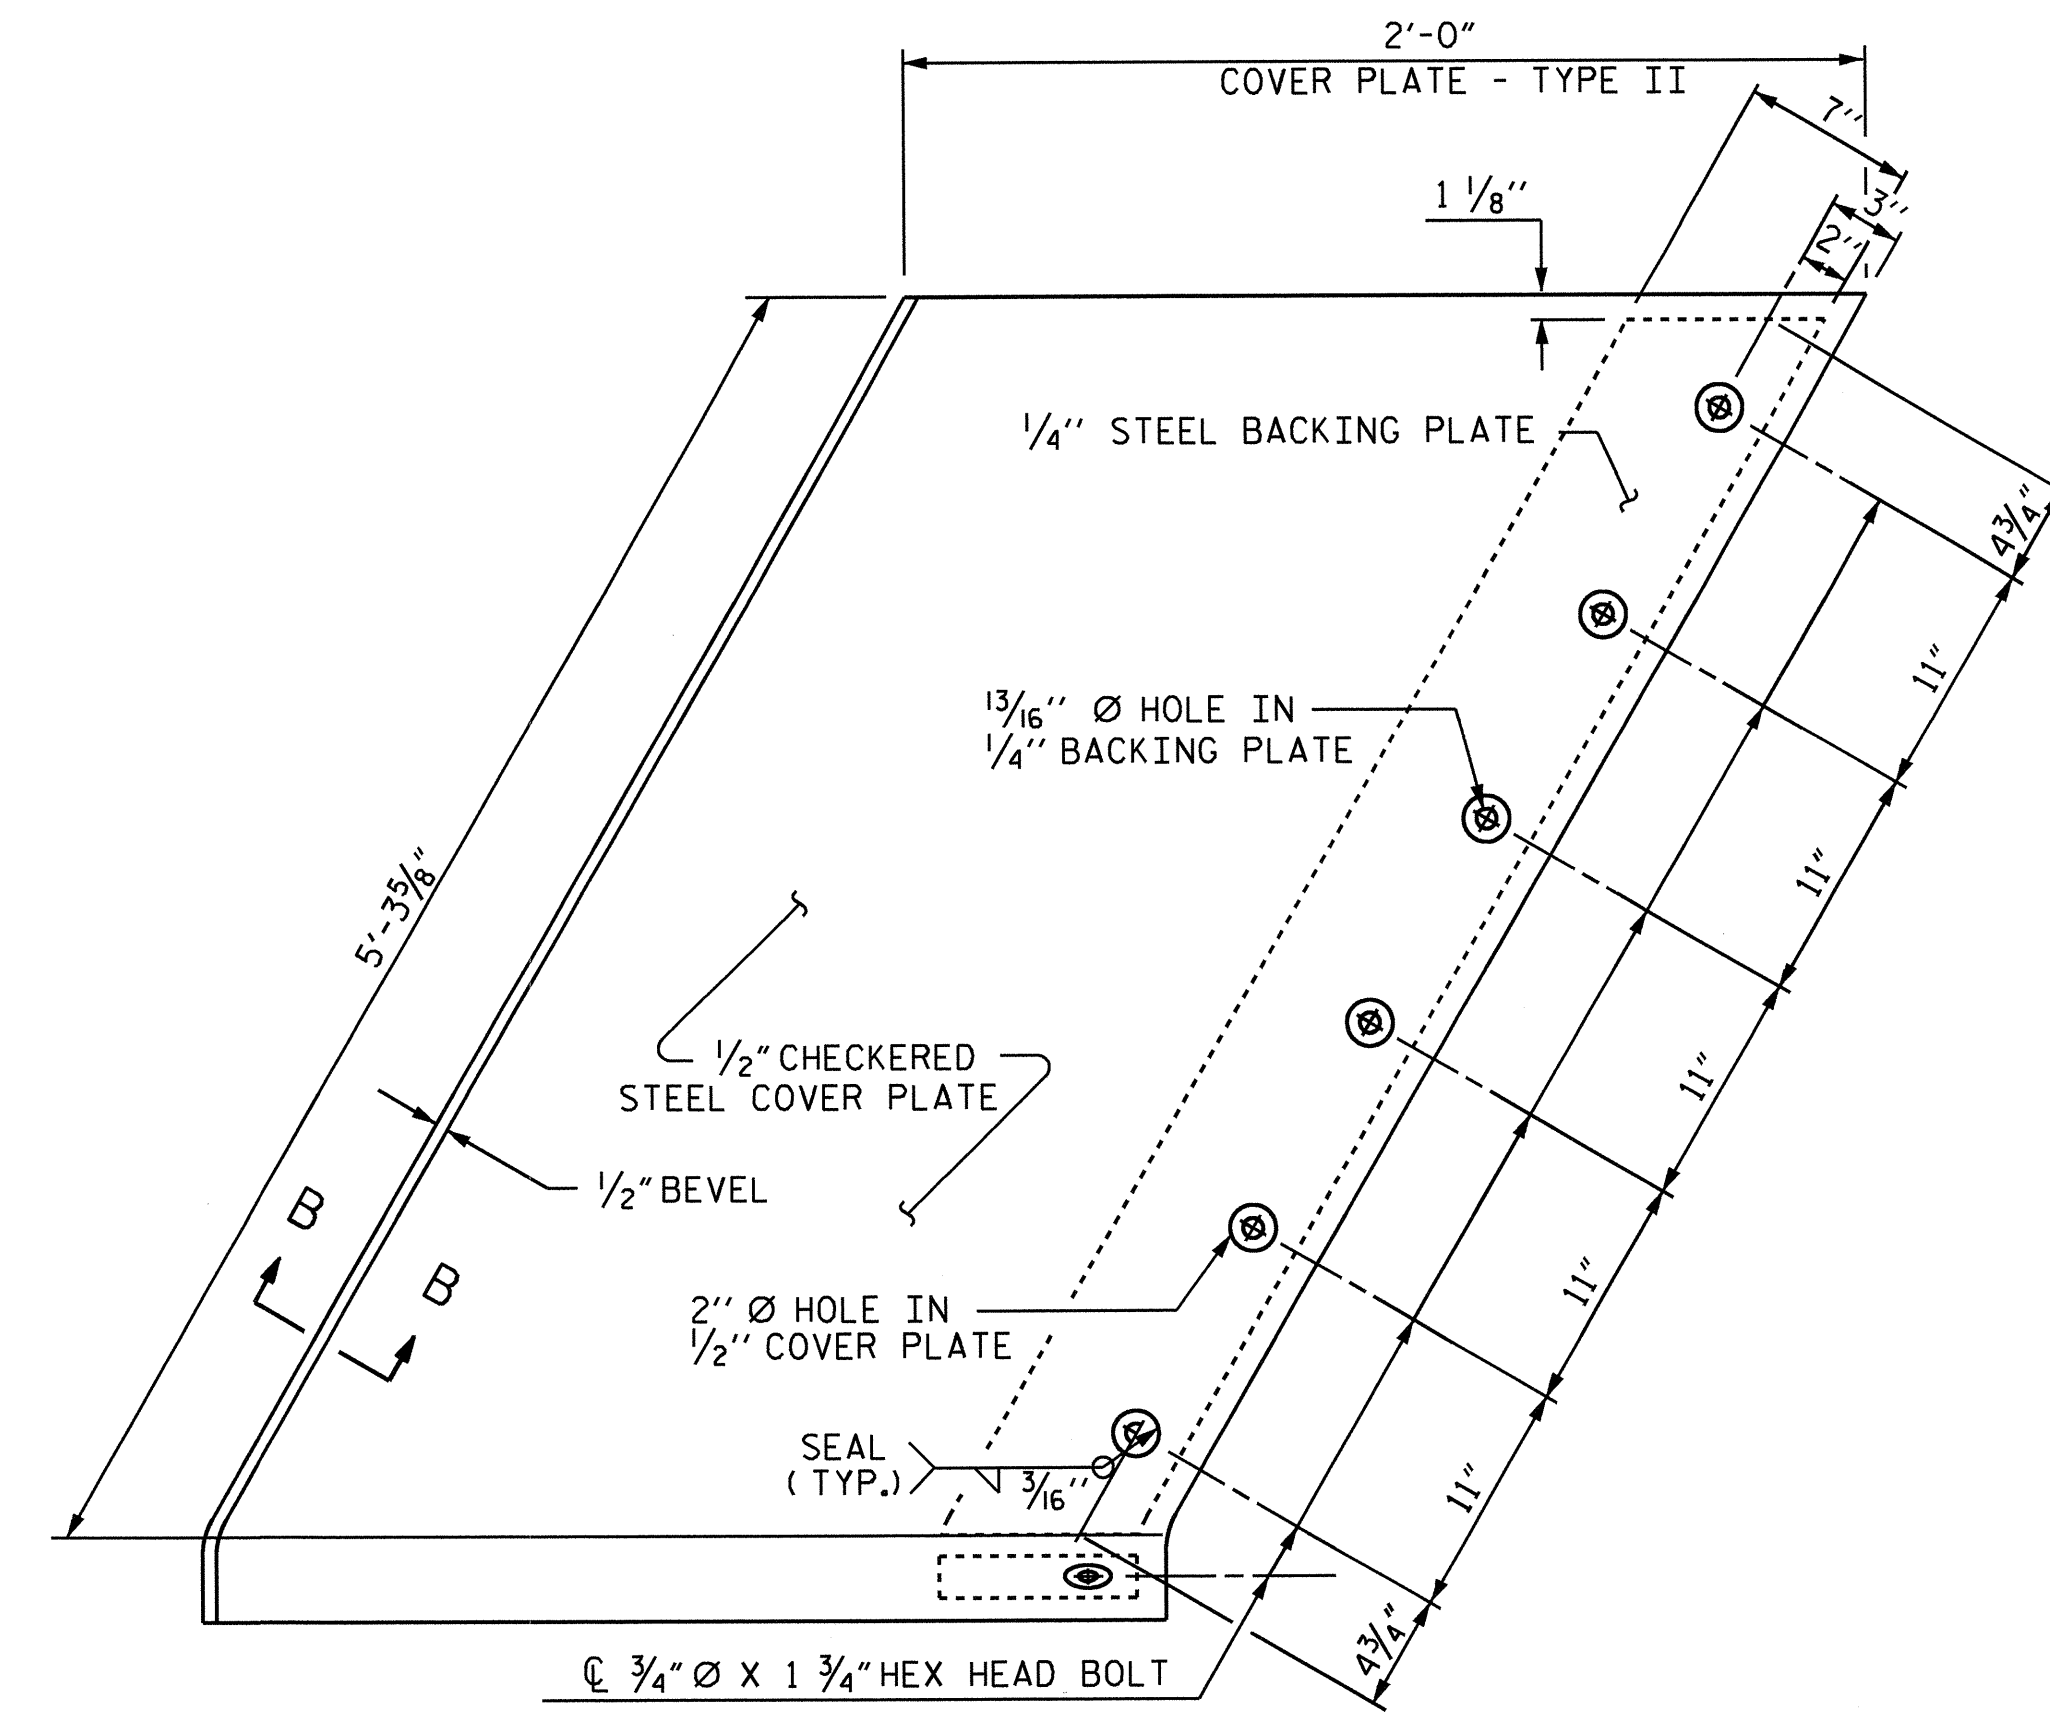 2'-0"
COVER PLATE - TYPE II
7"
1 1/8"
3"
2"
1/4" STEEL BACKING PLATE
4 3/4"
11"
13/16" Ø HOLE IN
1/4" BACKING PLATE
11"
5'-3 5/8"
1/2" CHECKERED
STEEL COVER PLATE
11"
1/2" BEVEL
B
B
11"
2" Ø HOLE IN
1/2" COVER PLATE
SEAL
(TYP.)
3/16"
11"
4 3/4"
℄ 3/4" Ø X 1 3/4" HEX HEAD BOLT